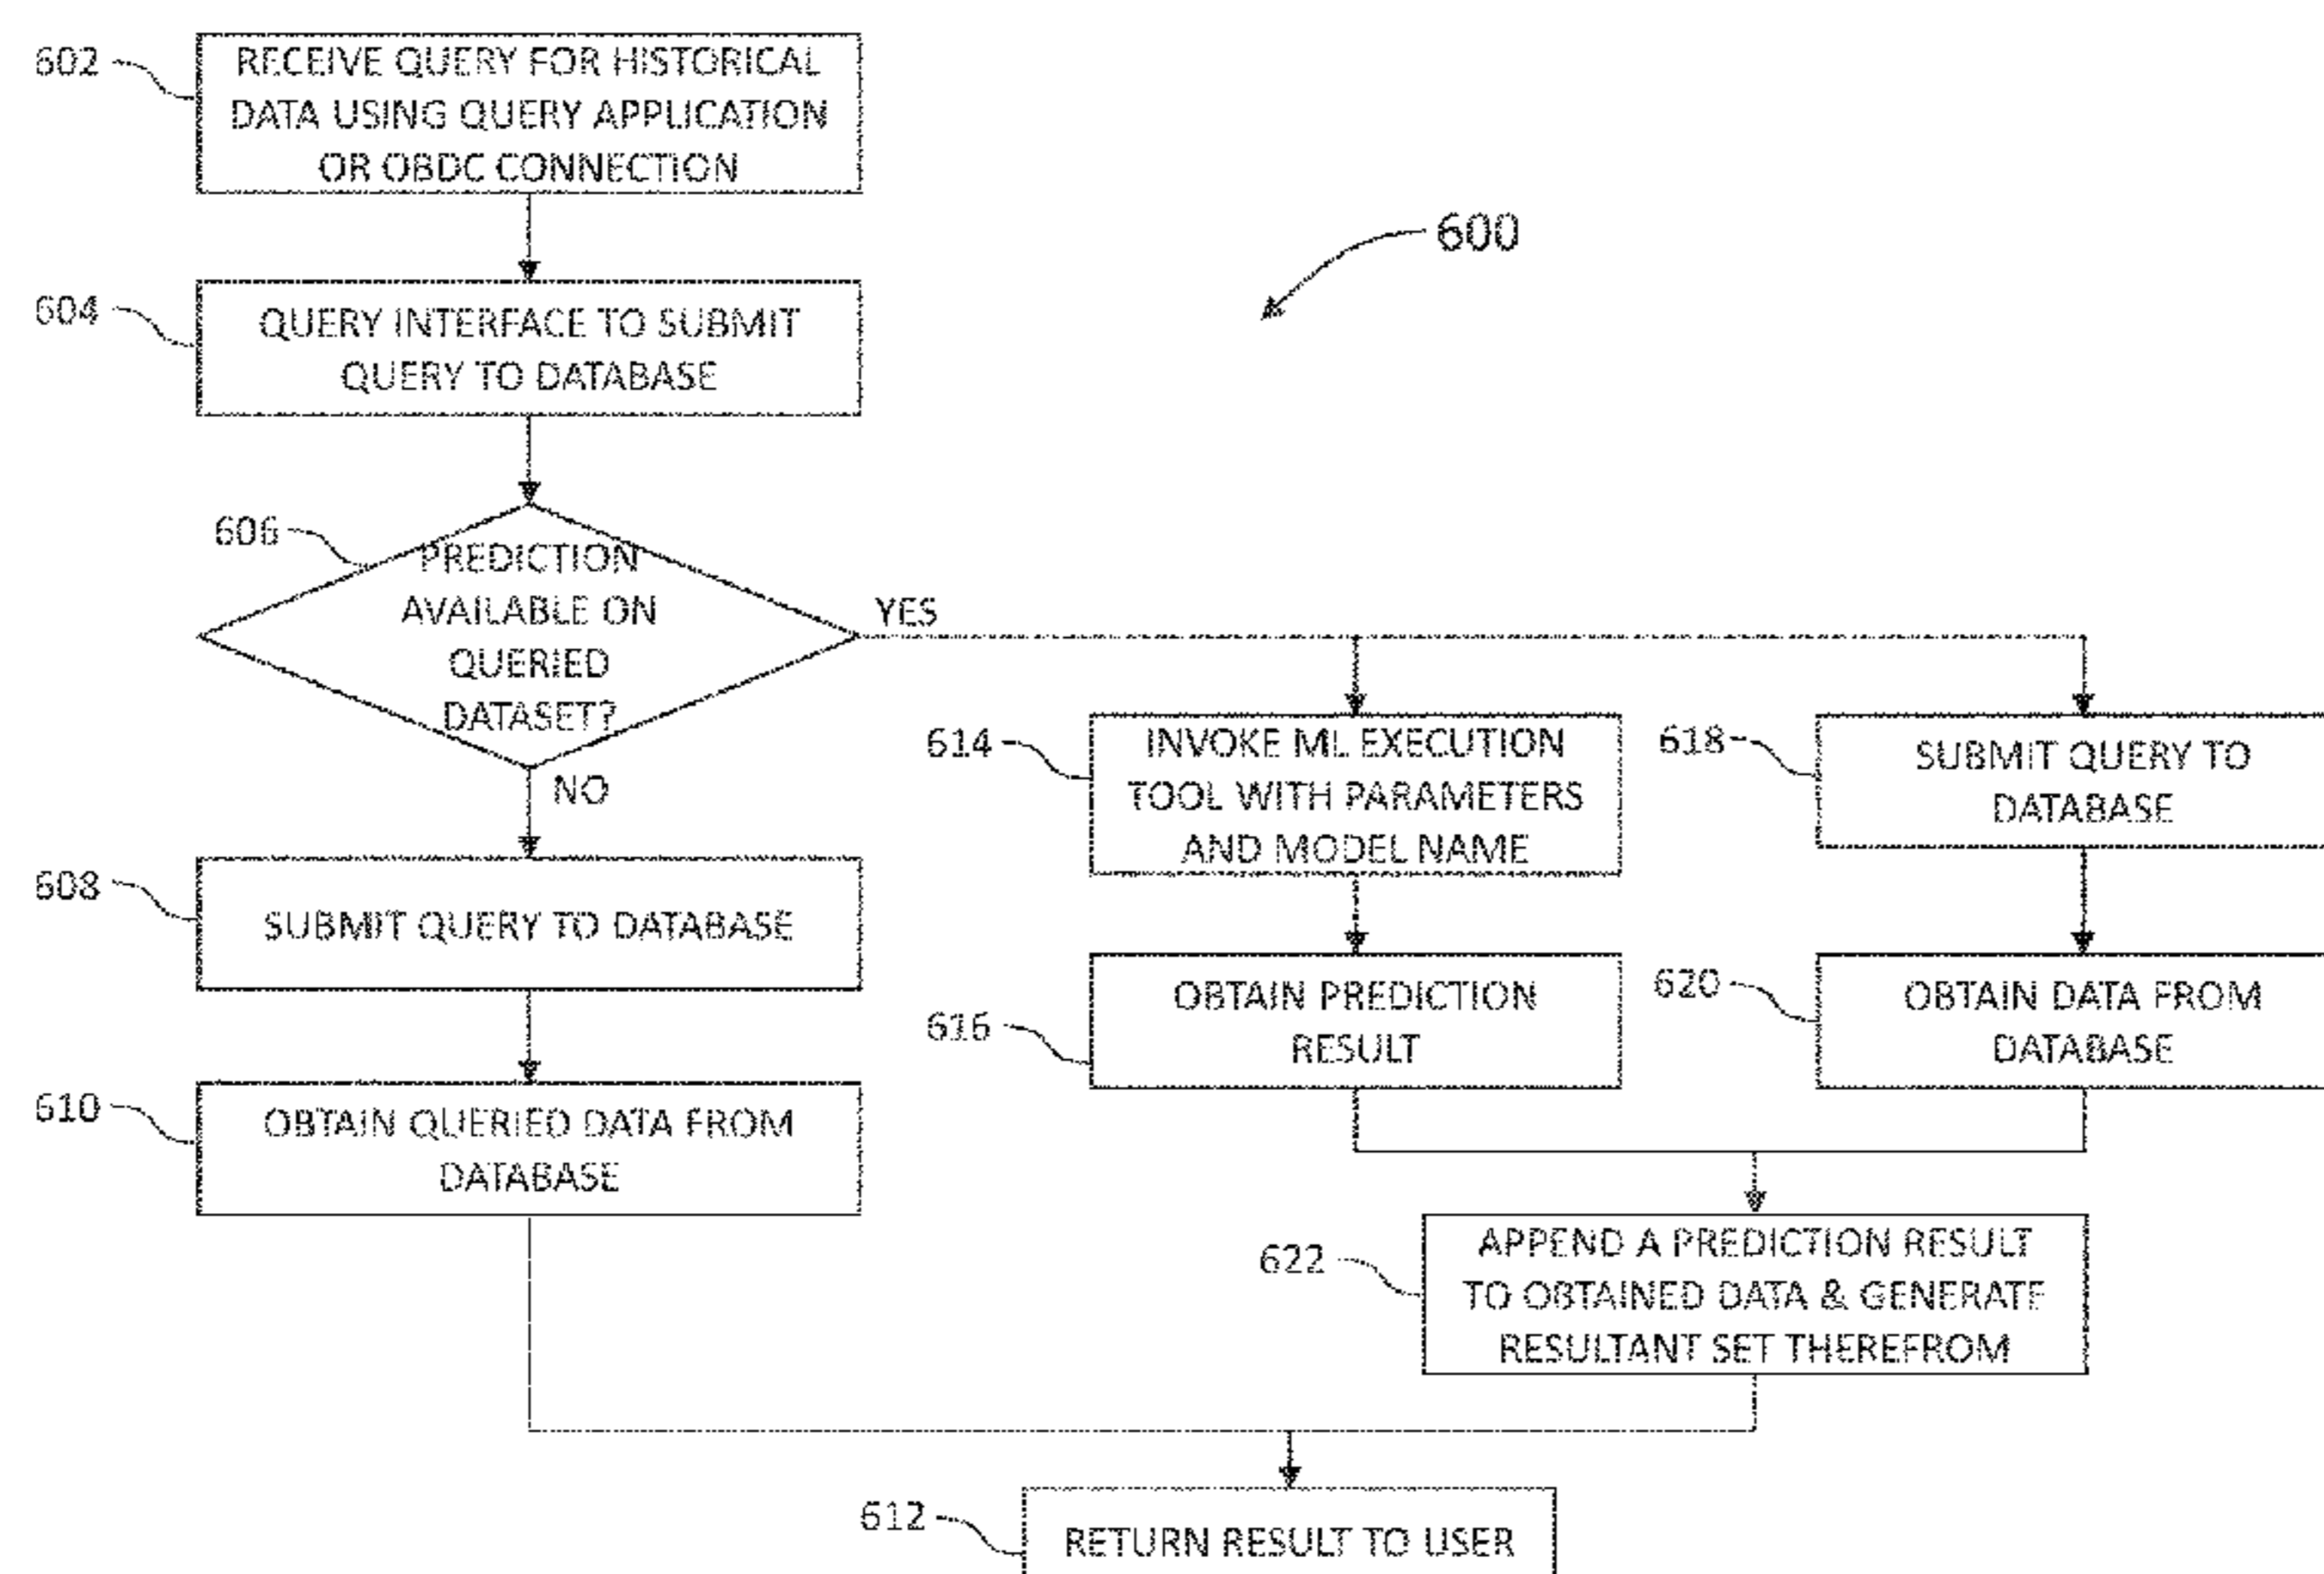 602
RECEIVE QUERY FOR HISTORICAL
DATA USING QUERY APPLICATION
OR OBDC CONNECTION
600
604
QUERY INTERFACE TO SUBMIT
QUERY TO DATABASE
606
PREDICTION
AVAILABLE ON
QUERIED
DATASET?
YES
NO
614
INVOKE ML EXECUTION
TOOL WITH PARAMETERS
AND MODEL NAME
618
SUBMIT QUERY TO
DATABASE
608
SUBMIT QUERY TO DATABASE
616
OBTAIN PREDICTION
RESULT
620
OBTAIN DATA FROM
DATABASE
610
OBTAIN QUERIED DATA FROM
DATABASE
622
APPEND A PREDICTION RESULT
TO OBTAINED DATA & GENERATE
RESULTANT SET THEREFROM
612
RETURN RESULT TO USER